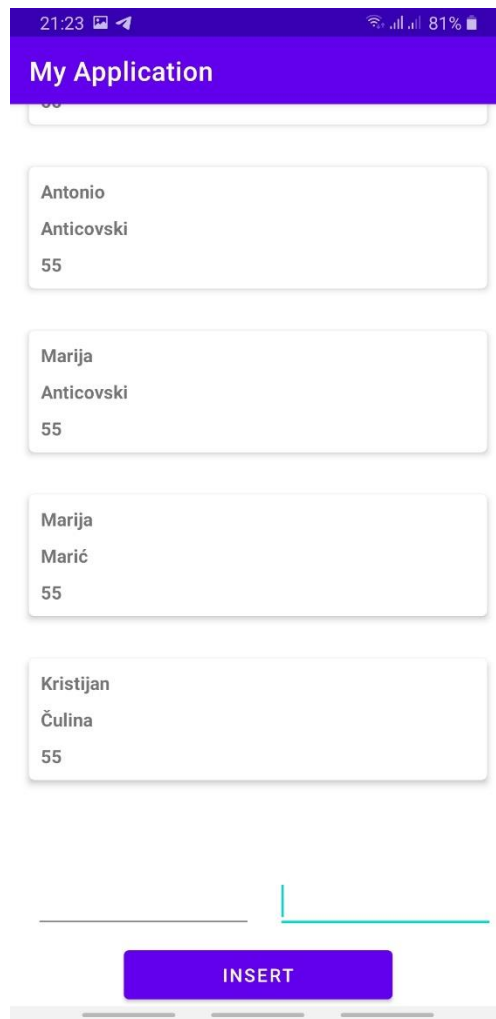 21:23 81%
My Application
Antonio
Anticovski
55
Marija
Anticovski
55
Marija
Marić
55
Kristijan
Čulina
55
INSERT